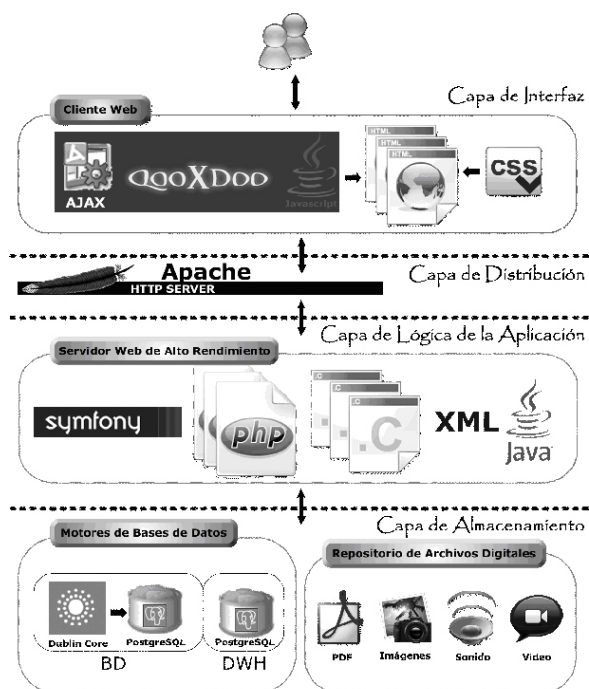 Capa de Interfaz
Cliente Web
AJAX
QOOXDOO
Javascript
HTML
HTML
HTML
CSS
Apache
HTTP SERVER
Capa de Distribución
Capa de Lógica de la Aplicación
Servidor Web de Alto Rendimiento
symfony
php
.C
.C
.C
.C
XML
Java
Capa de Almacenamiento
Motores de Bases de Datos
Repositorio de Archivos Digitales
Dablin Core
PostgreSQL
PostgreSQL
BD
DWH
PDF
Imágenes
Sonido
Video